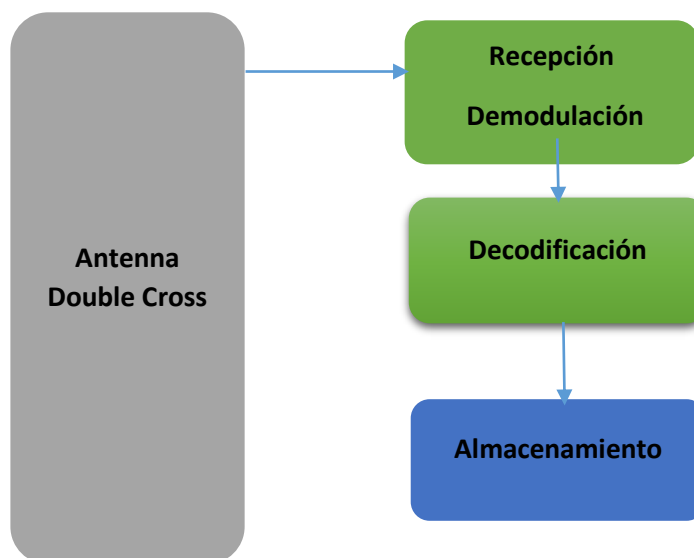 Recepción
Demodulación
Antenna
Double Cross
Decodificación
Almacenamiento